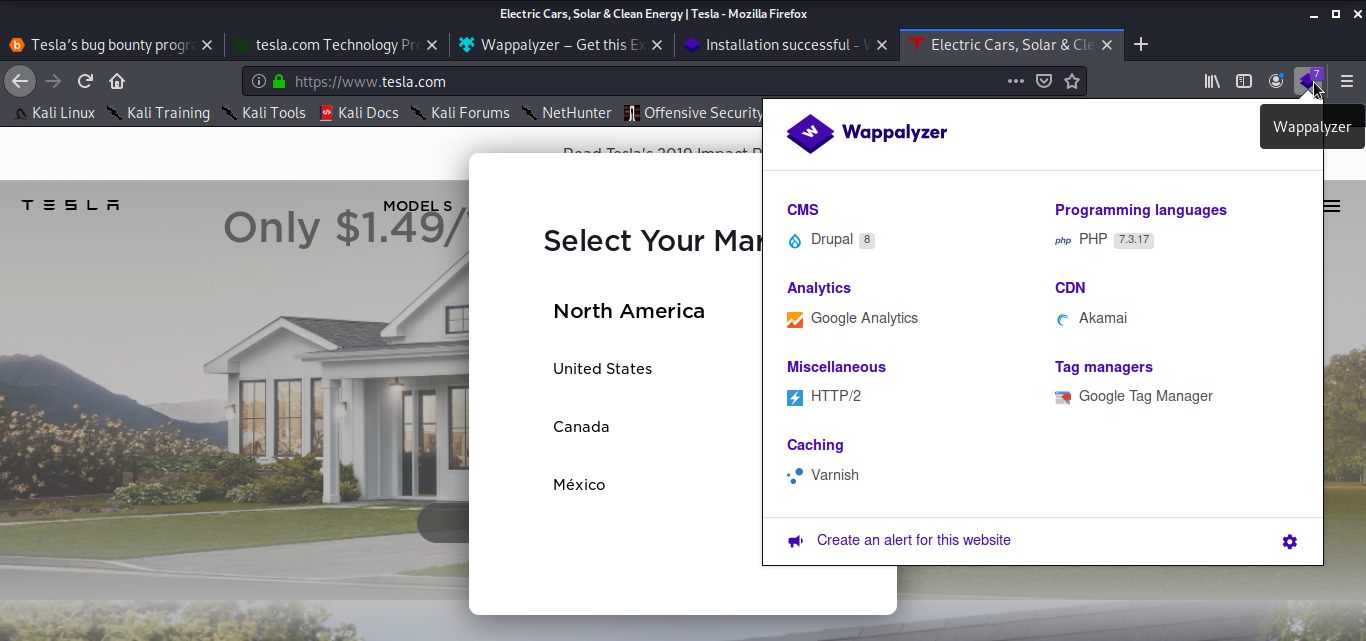 Electric Cars, Solar & Clean Energy | Tesla - Mozilla Firefox
Tesla's bug bounty progr
tesla.com Technology Pr
Wappalyzer – Get this Ex
Installation successful -
Electric Cars, Solar & Cle
7
https://www.tesla.com
Kali Linux
Kali Training
Kali Tools
Kali Docs
Kali Forums
NetHunter
Offensive Security
Wappalyzer
Read Tesla's 2019 Impact
TESLA
MODEL S
Only $1.49/
Select Your Mar
North America
United States
Canada
México
W
Wappalyzer
CMS
Drupal 8
Programming languages
php PHP 7.3.17
Analytics
Google Analytics
CDN
Akamai
Miscellaneous
HTTP/2
Tag managers
Google Tag Manager
Caching
Varnish
Create an alert for this website